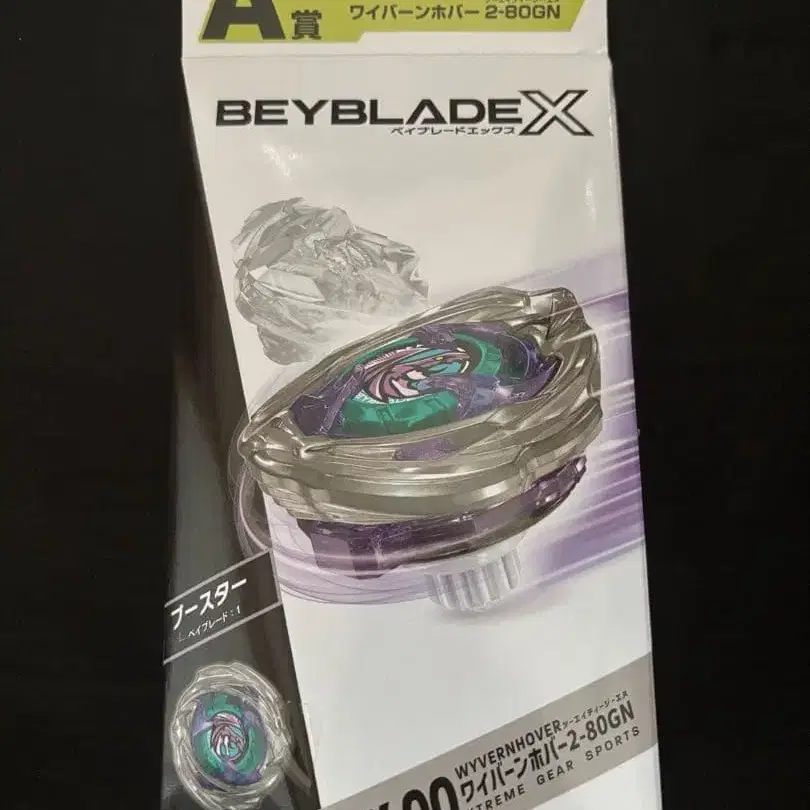 A賞
ワイバーンホバー 2-80GN
BEYBLADE X
ベイブレードエックス
ブースター
ベイブレード:1
WYVERNHOVER
ワイバーンホバー2-80GN
XTREME GEAR SPORTS